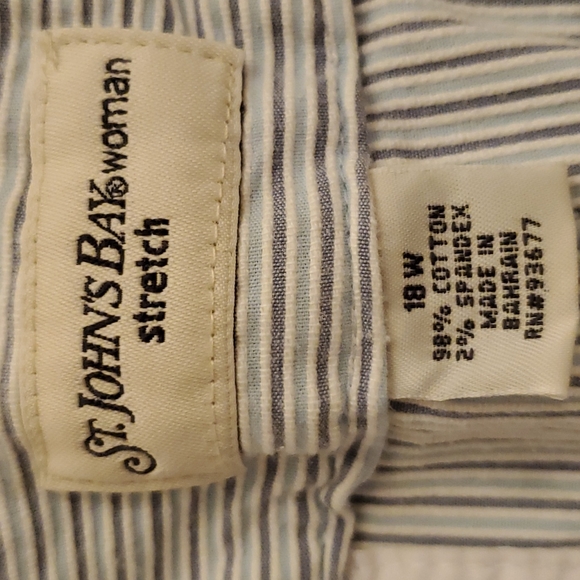 ST. JOHN'S BAY® woman
stretch
18 W
98% COTTON
2% SPANDEX
MADE IN
BAHRAIN
RN#93677